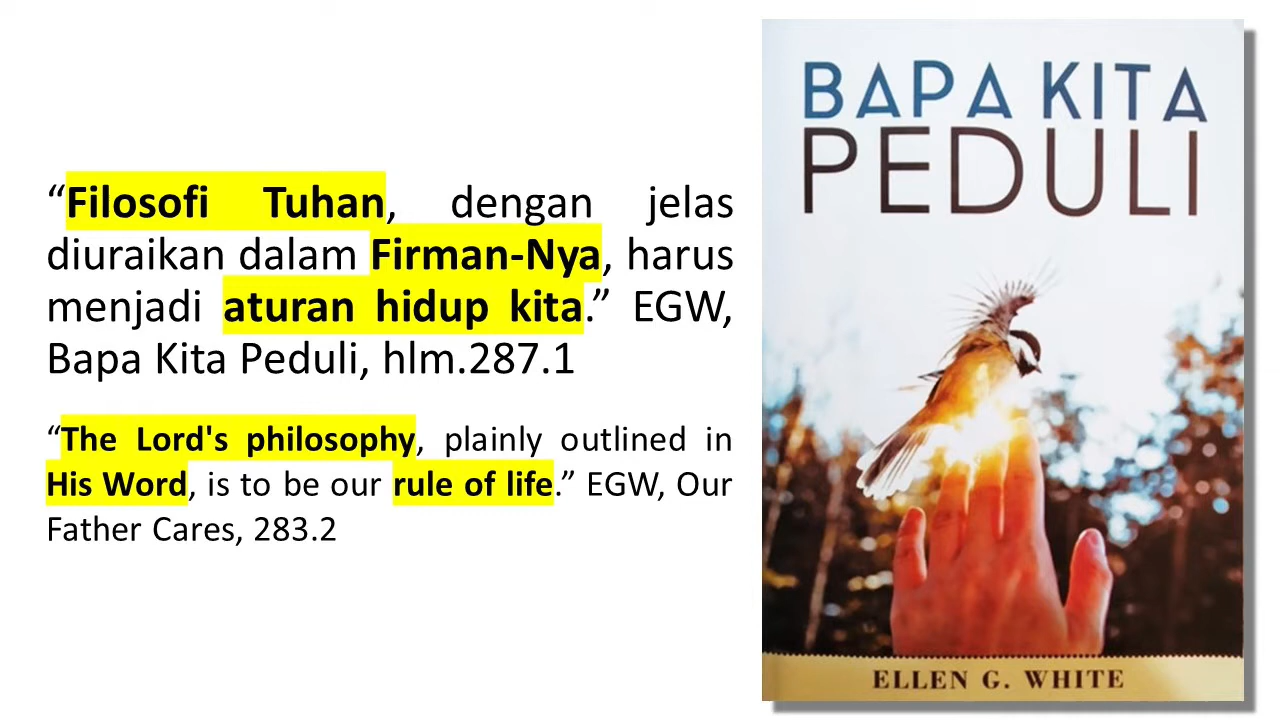 “Filosofi Tuhan, dengan jelas
diuraikan dalam Firman-Nya, harus
menjadi aturan hidup kita.” EGW,
Bapa Kita Peduli, hlm.287.1
“The Lord's philosophy, plainly outlined in
His Word, is to be our rule of life.” EGW, Our
Father Cares, 283.2
BAPA KITA
PEDULI
ELLEN G. WHITE